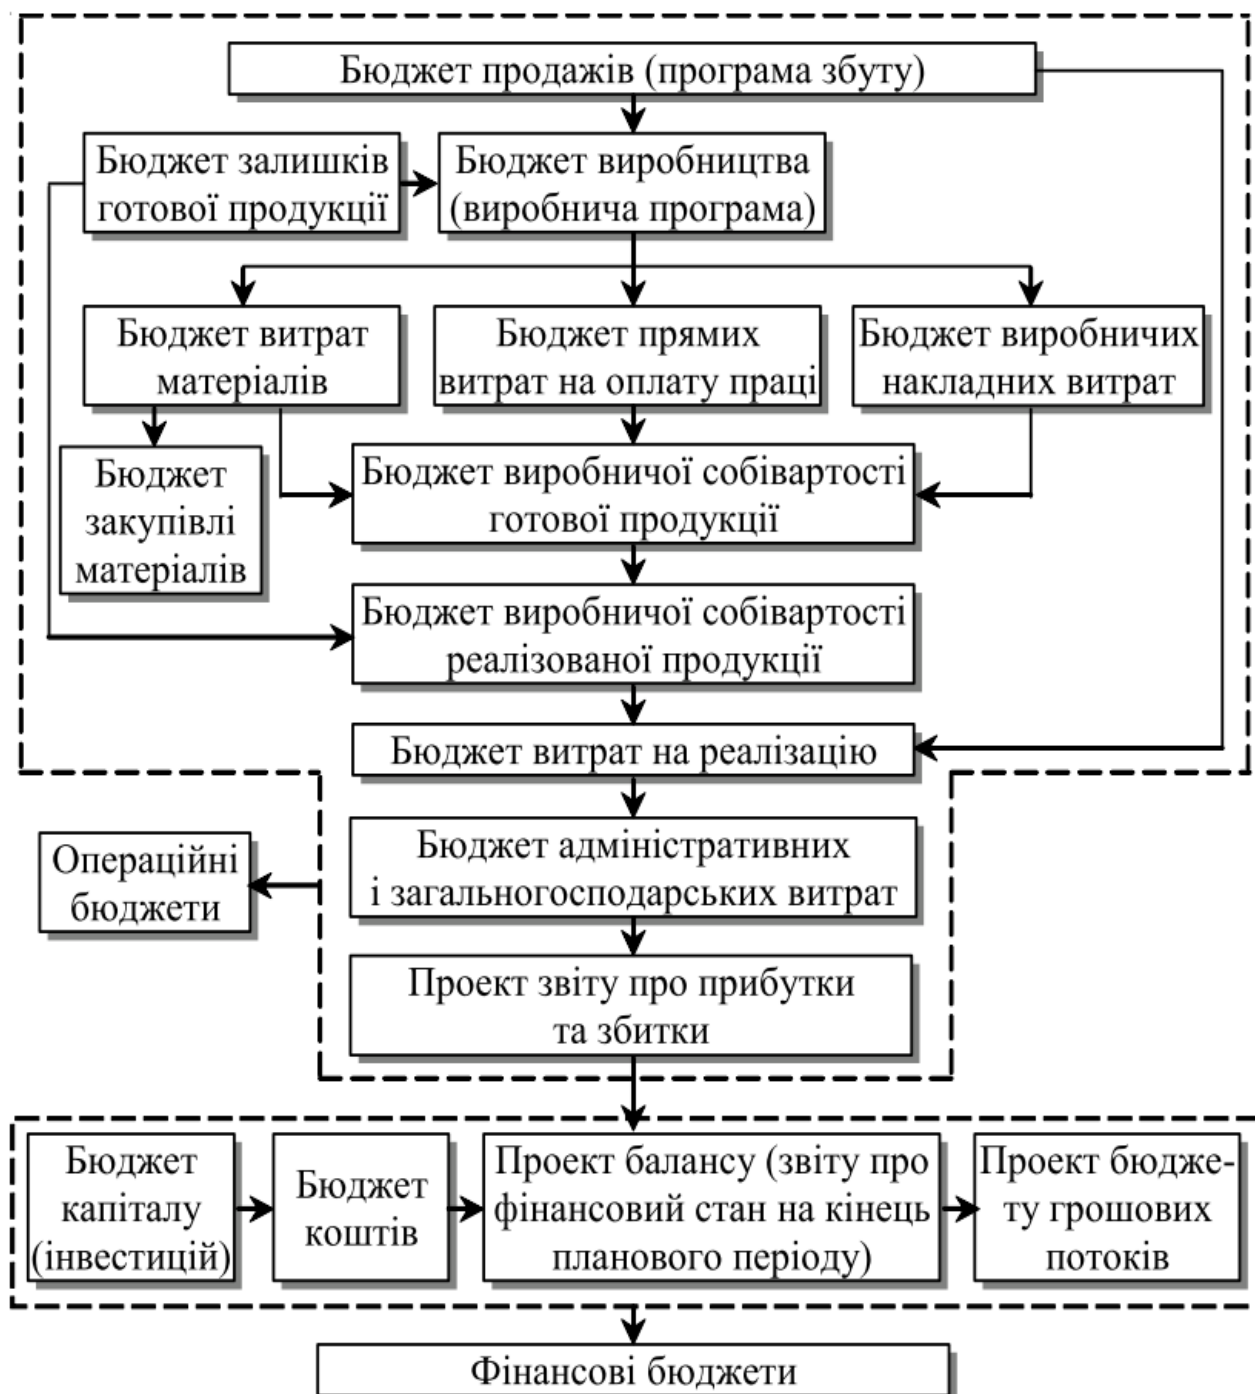 Бюджет продажів (програма збуту)
Бюджет залишків
готової продукції
Бюджет виробництва
(виробнича програма)
Бюджет витрат
матеріалів
Бюджет прямих
витрат на оплату праці
Бюджет виробничих
накладних витрат
Бюджет
закупівлі
матеріалів
Бюджет виробничої собівартості
готової продукції
Бюджет виробничої собівартості
реалізованої продукції
Бюджет витрат на реалізацію
Операційні
бюджети
Бюджет адміністративних
і загальногосподарських витрат
Проект звіту про прибутки
та збитки
Бюджет
капіталу
(інвестицій)
Бюджет
коштів
Проект балансу (звіту про
фінансовий стан на кінець
планового періоду)
Проект бюдже-
ту грошових
потоків
Фінансові бюджети